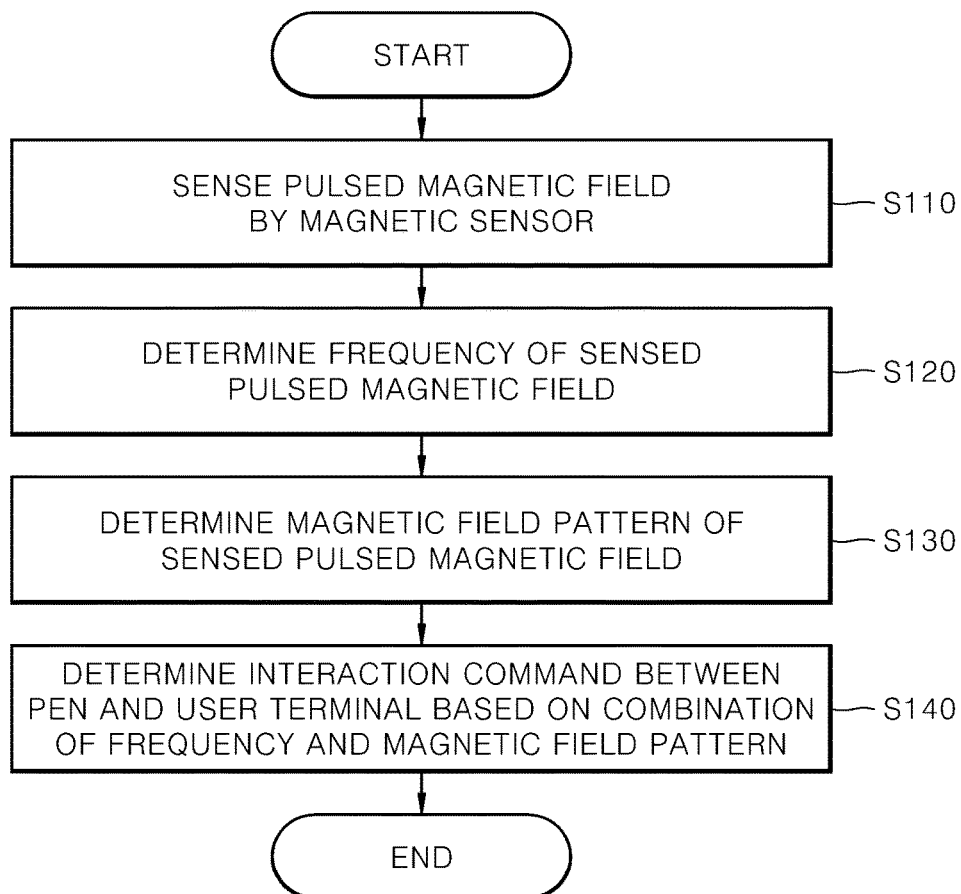 START
SENSE PULSED MAGNETIC FIELD
BY MAGNETIC SENSOR
S110
DETERMINE FREQUENCY OF SENSED
PULSED MAGNETIC FIELD
S120
DETERMINE MAGNETIC FIELD PATTERN OF
SENSED PULSED MAGNETIC FIELD
S130
DETERMINE INTERACTION COMMAND BETWEEN
PEN AND USER TERMINAL BASED ON COMBINATION
OF FREQUENCY AND MAGNETIC FIELD PATTERN
S140
END